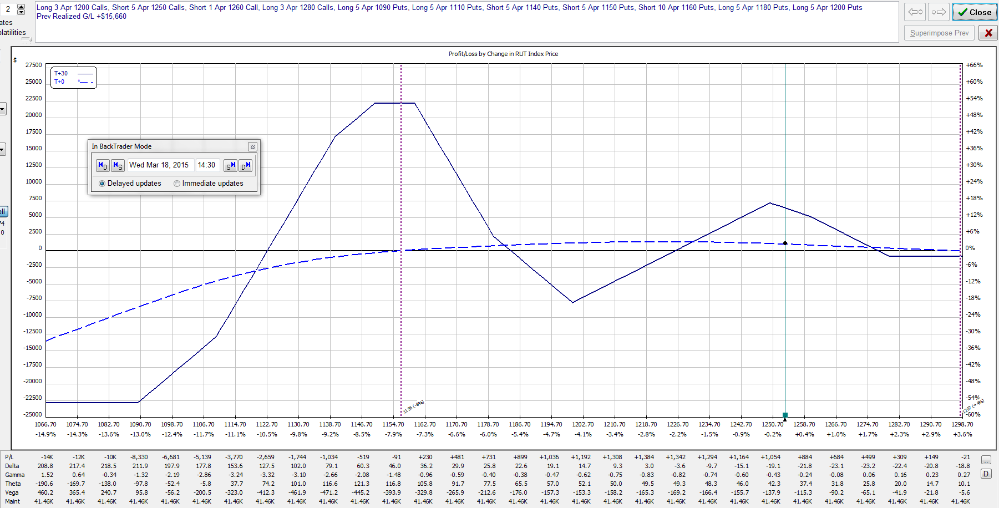 2
Long 3 Apr 1200 Calls, Short 5 Apr 1250 Calls, Short 1 Apr 1260 Call, Long 3 Apr 1280 Calls, Long 5 Apr 1090 Puts, Long 5 Apr 1110 Puts, Short 5 Apr 1140 Puts, Short 5 Apr 1150 Puts, Short 10 Apr 1160 Puts, Long 5 Apr 1180 Puts, Long 5 Apr 1200 Puts
Prev Realized G/L +$15,660
Close
Superimpose Prev
ates
olatilities
ell
74
0
Profit/Loss by Change in RUT Index Price
$
T+30
T+0
27500 +66%
25000 +60%
22500 +54%
20000 +48%
17500 +42%
15000 +36%
12500 +30%
10000 +24%
7500 +18%
5000 +12%
2500 +6%
0 0%
-2500 -6%
-5000 -12%
-7500 -18%
-10000 -24%
-12500 -30%
-15000 -36%
-17500 -42%
-20000 -48%
-22500 -54%
-25000 -60%
In BackTrader Mode
D S Wed Mar 18, 2015 14:30 S D
Delayed updates Immediate updates
1156 (-8%)
1297 (+4%)
1066.70 1074.70 1082.70 1090.70 1098.70 1106.70 1114.70 1122.70 1130.70 1138.70 1146.70 1154.70 1162.70 1170.70 1178.70 1186.70 1194.70 1202.70 1210.70 1218.70 1226.70 1234.70 1242.70 1250.70 1258.70 1266.70 1274.70 1282.70 1290.70 1298.70
-14.9% -14.3% -13.6% -13.0% -12.4% -11.7% -11.1% -10.5% -9.8% -9.2% -8.5% -7.9% -7.3% -6.6% -6.0% -5.3% -4.7% -4.1% -3.4% -2.8% -2.2% -1.5% -0.9% -0.2% +0.4% +1.0% +1.7% +2.3% +2.9% +3.6%
P/L -14K -12K -10K -8,330 -6,681 -5,139 -3,770 -2,659 -1,744 -1,034 -519 -91 +230 +481 +731 +899 +1,036 +1,192 +1,308 +1,384 +1,342 +1,294 +1,164 +1,054 +884 +684 +499 +309 +149 -21
Delta 208.8 217.4 218.5 211.9 197.9 177.8 153.6 127.5 102.0 79.1 60.3 46.0 36.2 29.9 25.8 22.6 19.1 14.7 9.3 3.0 -3.6 -9.7 -15.1 -19.1 -21.8 -23.1 -23.2 -22.4 -20.8 -18.8
Gamma 1.52 0.64 -0.34 -1.32 -2.19 -2.86 -3.24 -3.32 -3.10 -2.66 -2.08 -1.48 -0.96 -0.59 -0.40 -0.38 -0.47 -0.62 -0.75 -0.83 -0.82 -0.74 -0.60 -0.43 -0.24 -0.08 0.06 0.16 0.23 0.27
Theta -190.6 -169.7 -138.0 -97.8 -52.4 -5.8 37.7 74.2 101.0 116.6 121.3 116.8 105.8 91.7 77.5 65.5 57.0 52.1 50.0 49.5 49.3 48.3 46.0 42.3 37.4 31.8 25.8 20.0 14.7 10.1
Vega 460.2 365.4 240.7 95.8 -56.2 -200.5 -323.0 -412.3 -461.9 -471.2 -445.2 -393.9 -329.8 -265.9 -212.6 -176.0 -157.3 -153.3 -158.2 -165.3 -169.2 -166.4 -155.7 -137.9 -115.3 -90.2 -65.1 -41.9 -21.8 -5.6
Maint 41.46K 41.46K 41.46K 41.46K 41.46K 41.46K 41.46K 41.46K 41.46K 41.46K 41.46K 41.46K 41.46K 41.46K 41.46K 41.46K 41.46K 41.46K 41.46K 41.46K 41.46K 41.46K 41.46K 41.46K 41.46K 41.46K 41.46K 41.46K 41.46K 41.46K
...
D